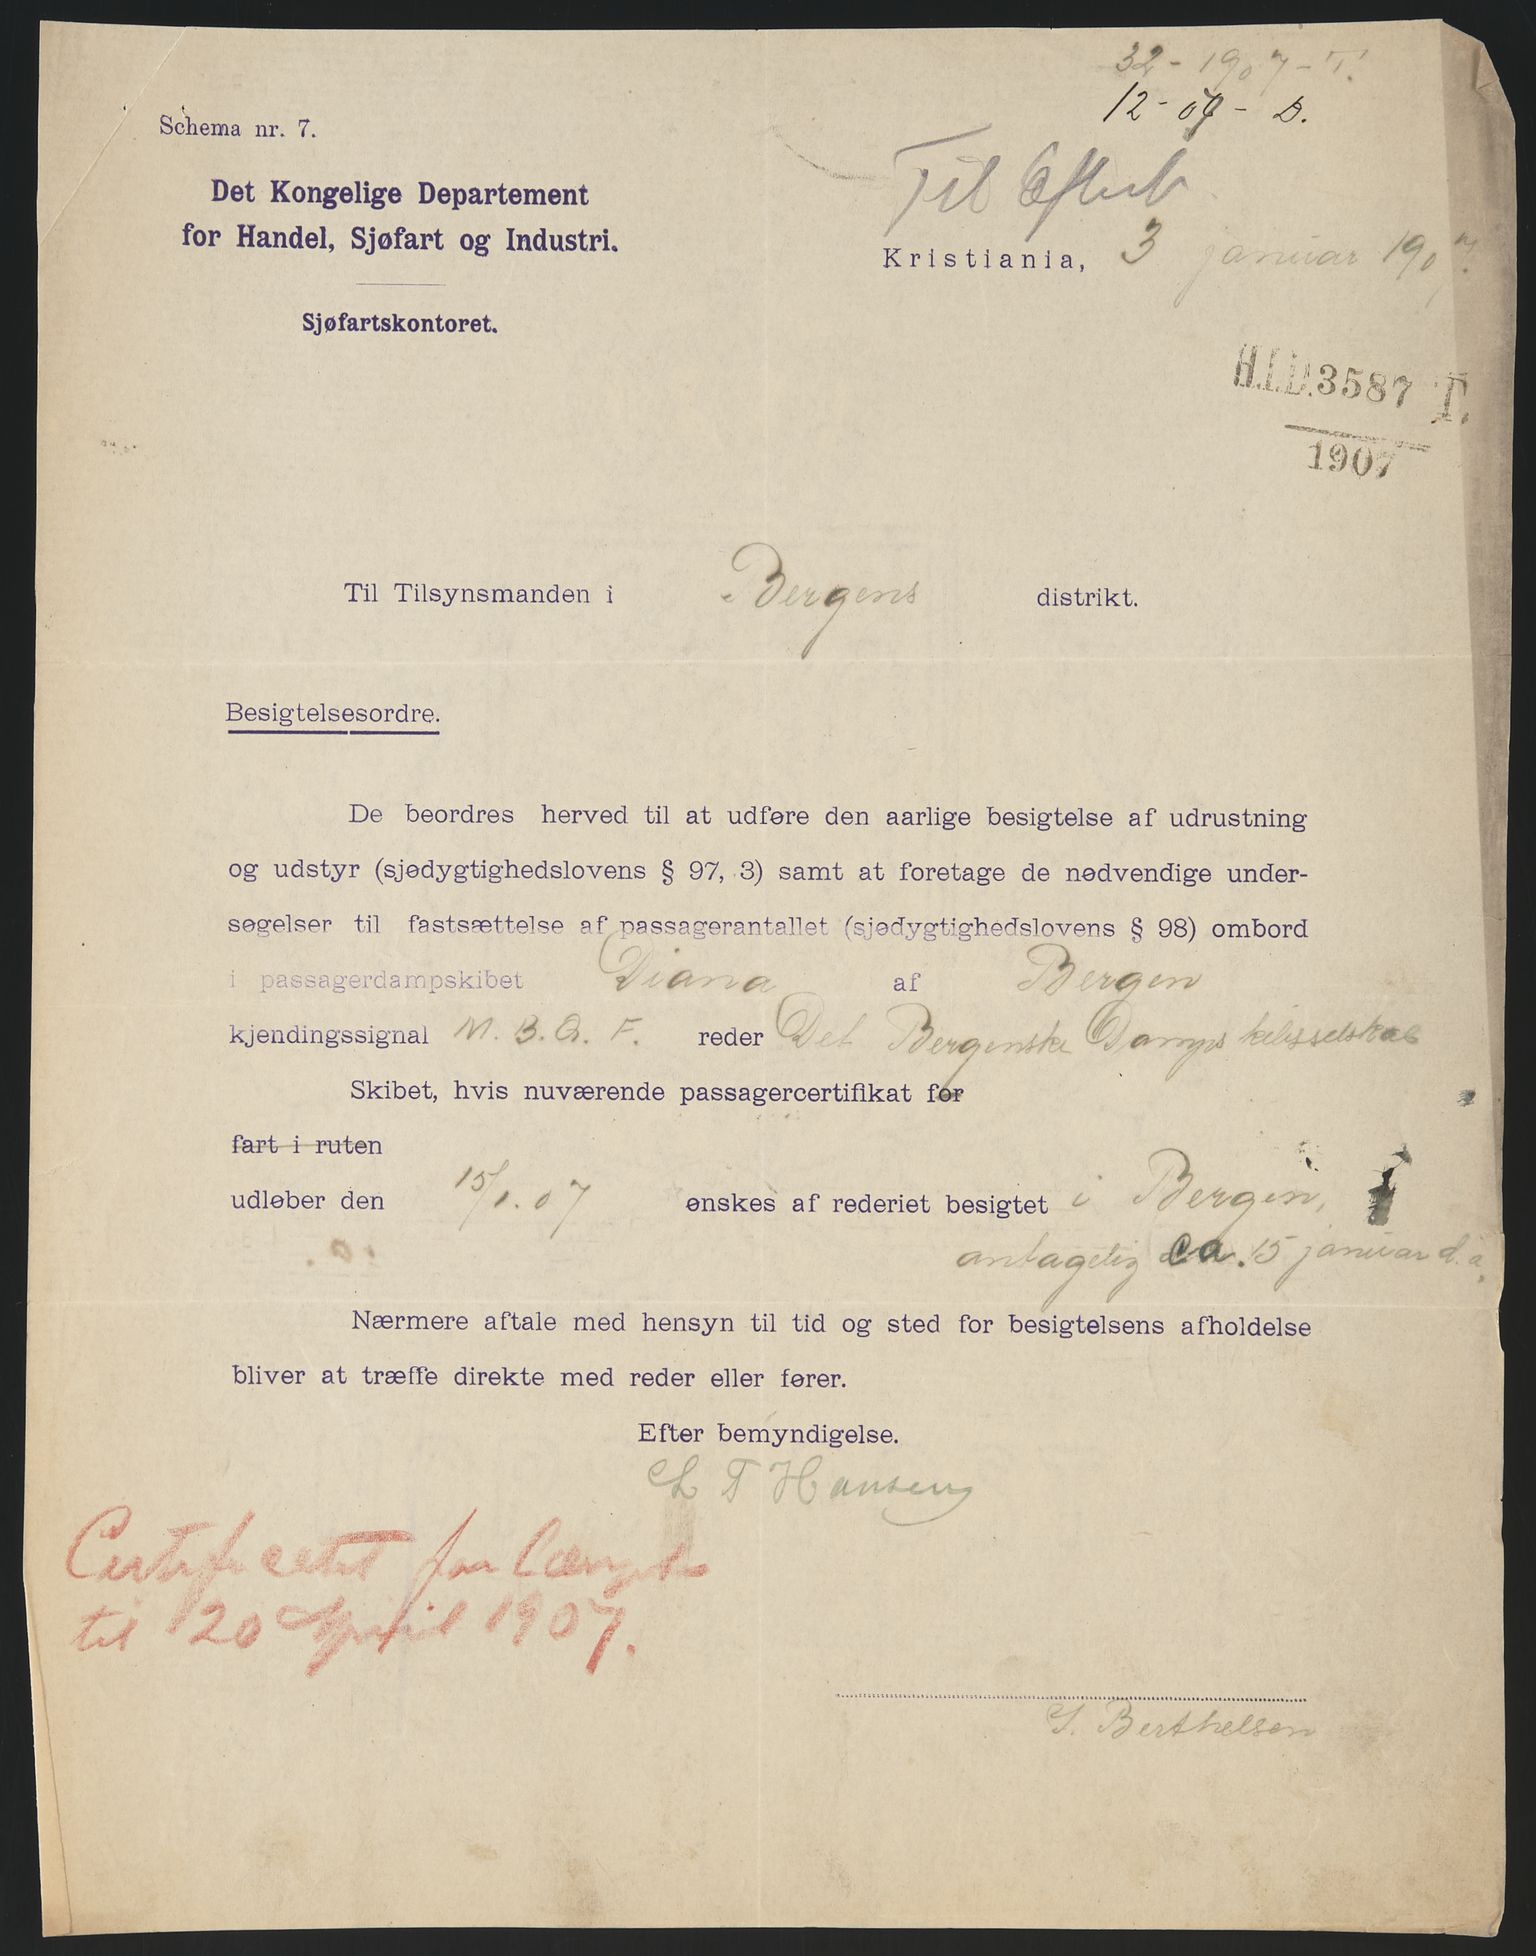 32 - 1907 - T.
12 - 07 - D.
Schema nr. 7.
Til
Det Kongelige Departement
for Handel, Sjøfart og Industri.
Kristiania, 3 januar 1907.
Sjøfartskontoret.
H.I.D. 3587 T.
1907
Til Tilsynsmanden i Bergens distrikt.
Besigtelsesordre.
De beordres herved til at udføre den aarlige besigtelse af udrustning
og udstyr (sjødygtighedslovens § 97, 3) samt at foretage de nødvendige under-
søgelser til fastsættelse af passagerantallet (sjødygtighedslovens § 98) ombord
i passagerdampskibet Diana af Bergen
kjendingssignal M. B. Q. F. reder Det Bergenske Dampskibsselskab
Skibet, hvis nuværende passagercertifikat for
fart i ruten
udløber den 15/1. 07 ønskes af rederiet besigtet i Bergen,
antagelig ca. 15 januar d. a.
Nærmere aftale med hensyn til tid og sted for besigtelsens afholdelse
bliver at træffe direkte med reder eller fører.
Efter bemyndigelse.
T Hansen
Certificatet forlænget
til 20 April 1907.
S. Berthelsen